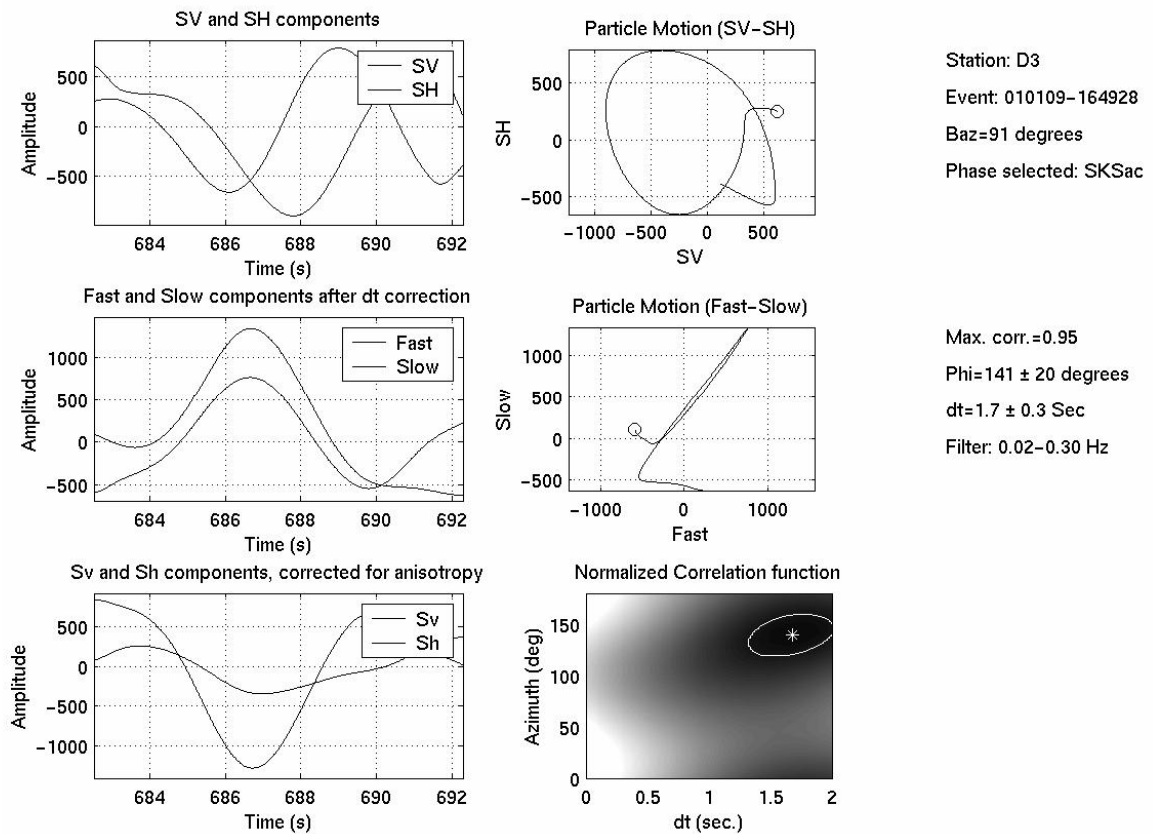 SV and SH components
Amplitude
500
0
−500
684
686
688
690
692
Time (s)
SV
SH
Particle Motion (SV−SH)
SH
500
0
−500
−1000
−500
0
500
SV
Station: D3
Event: 010109−164928
Baz=91 degrees
Phase selected: SKSac
Fast and Slow components after dt correction
Amplitude
1000
500
0
−500
684
686
688
690
692
Time (s)
Fast
Slow
Particle Motion (Fast−Slow)
Slow
1000
500
0
−500
−1000
0
1000
Fast
Max. corr.=0.95
Phi=141 ± 20 degrees
dt=1.7 ± 0.3 Sec
Filter: 0.02−0.30 Hz
Sv and Sh components, corrected for anisotropy
Amplitude
500
0
−500
−1000
684
686
688
690
692
Time (s)
Sv
Sh
Normalized Correlation function
Azimuth (deg)
150
100
50
0
0
0.5
1
1.5
2
dt (sec.)